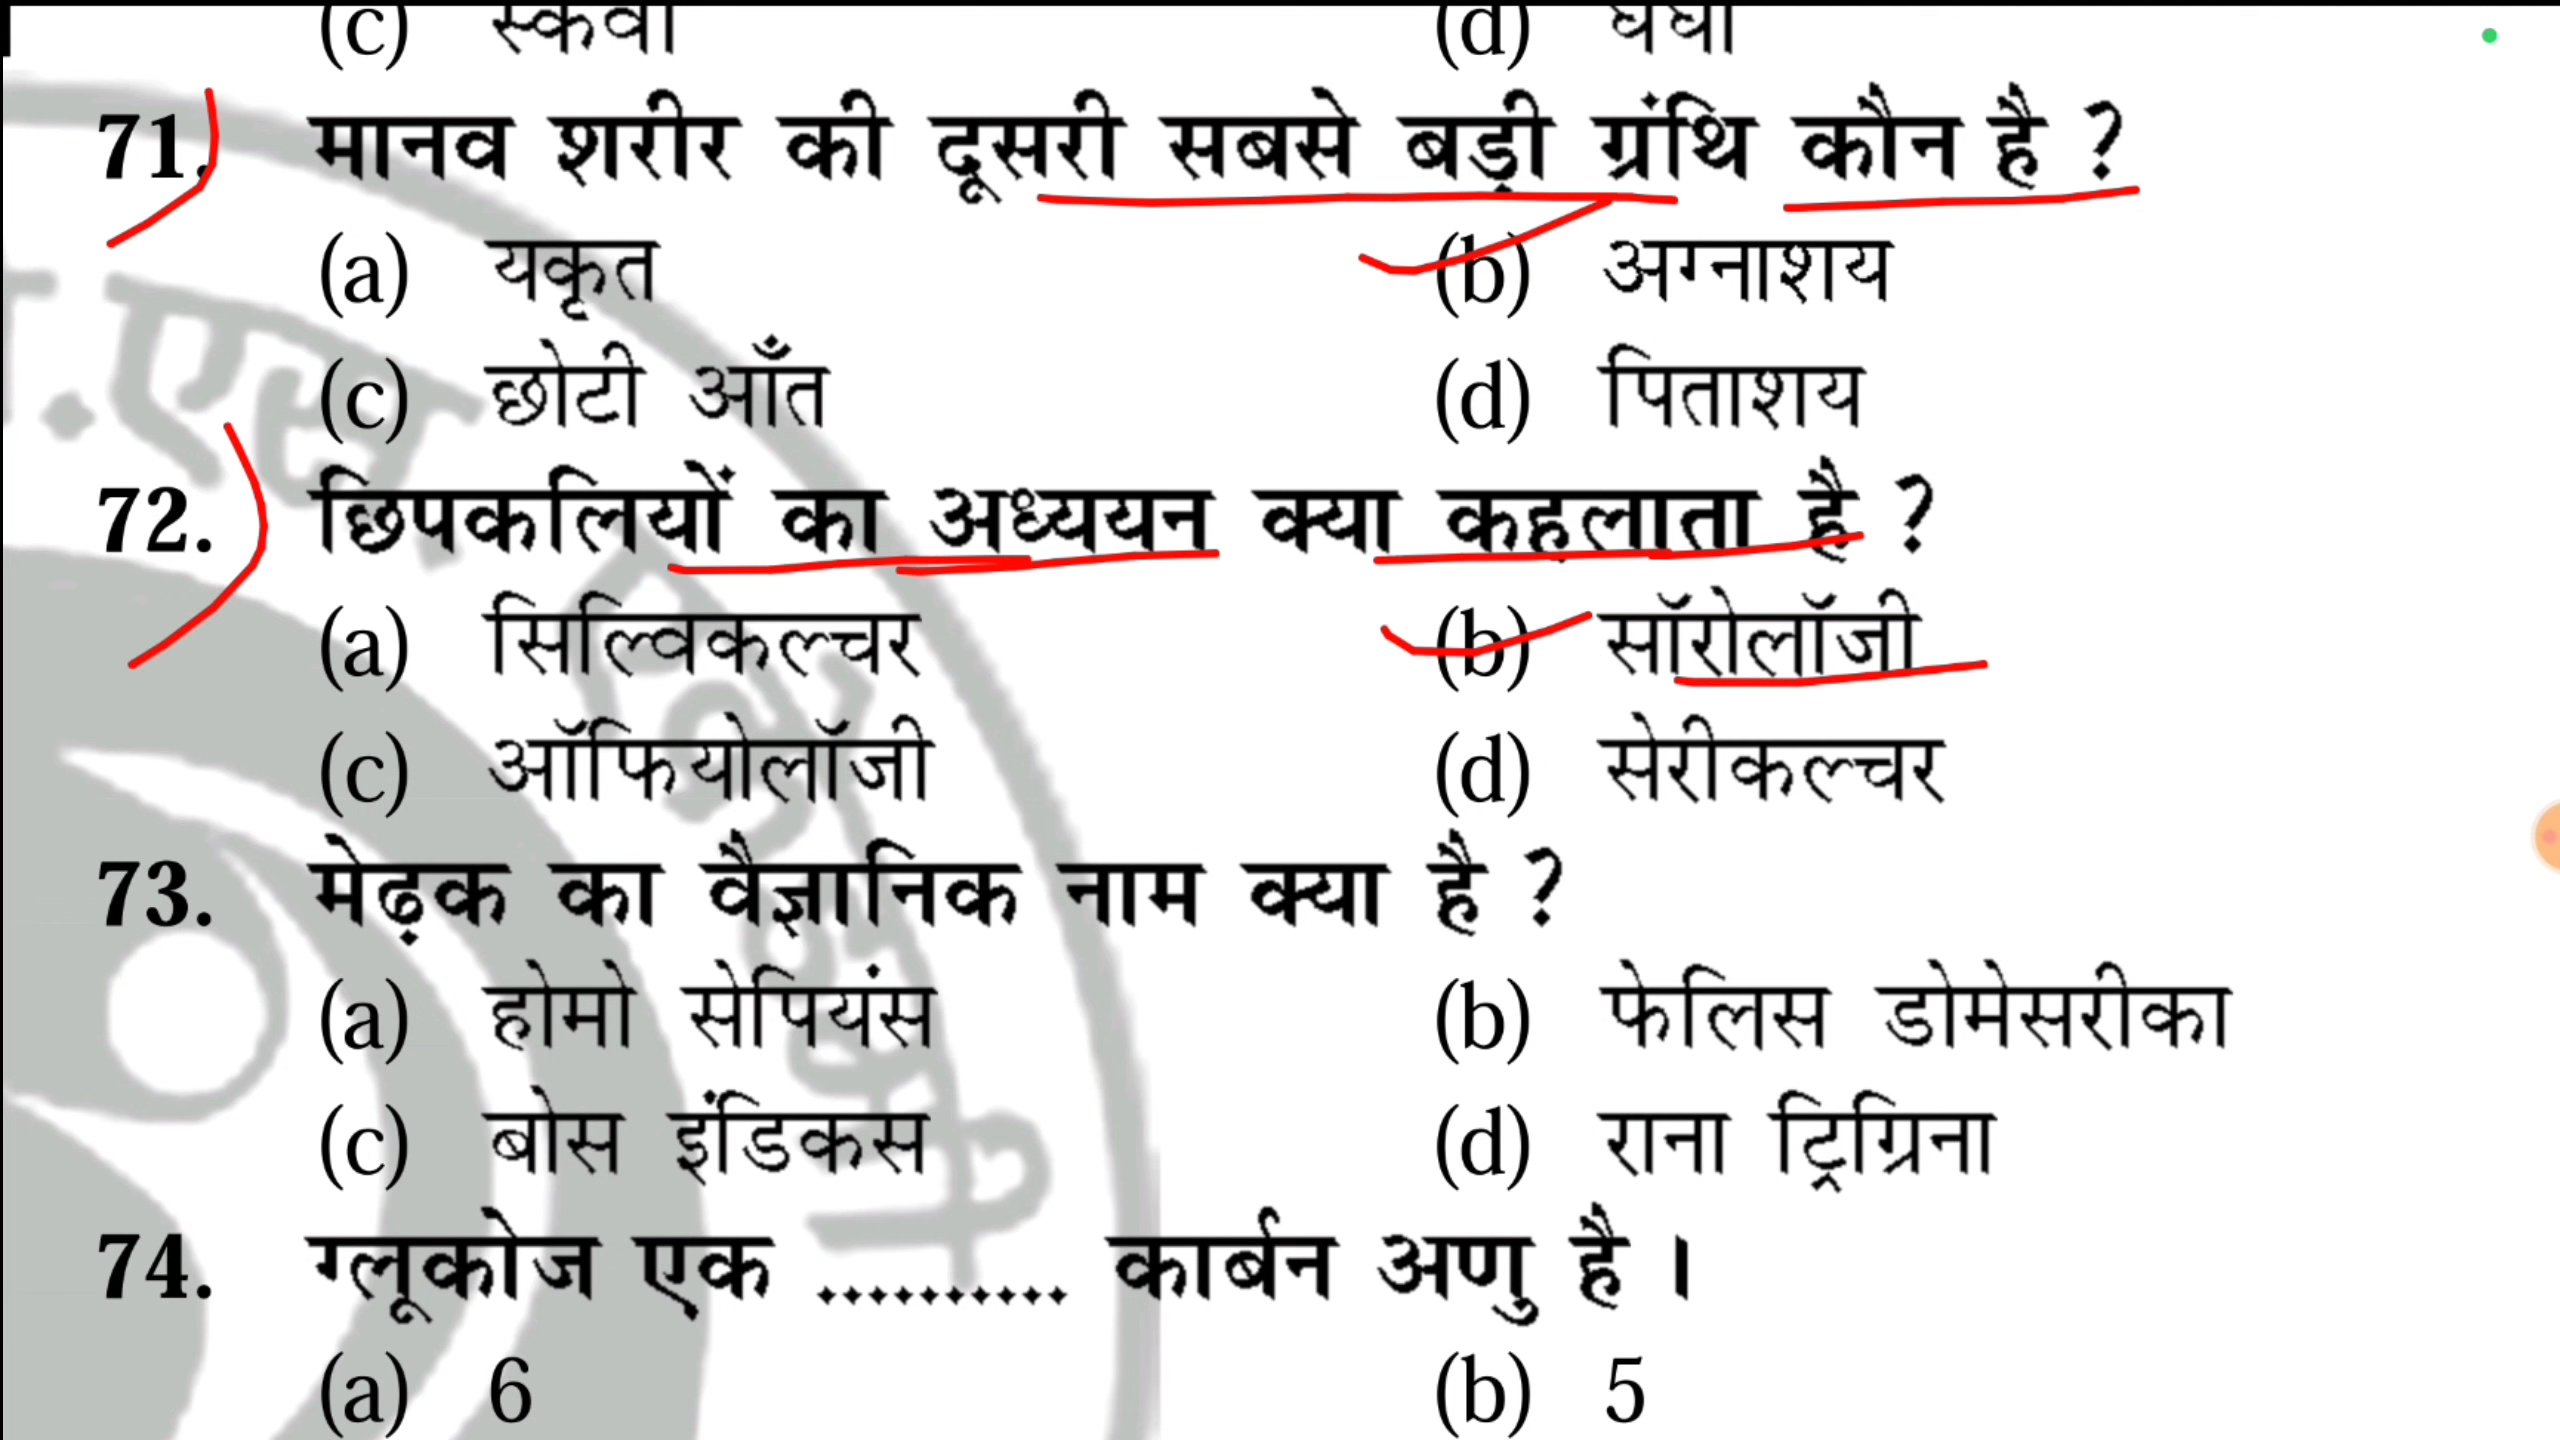 (c) स्कर्वी (d) घेंघा
71. मानव शरीर की दूसरी सबसे बड़ी ग्रंथि कौन है ?
(a) यकृत (b) अग्नाशय
(c) छोटी आँत (d) पिताशय
72. छिपकलियों का अध्ययन क्या कहलाता है ?
(a) सिल्विकल्चर (b) सॉरोलॉजी
(c) ऑफियोलॉजी (d) सेरीकल्चर
73. मेढ़क का वैज्ञानिक नाम क्या है ?
(a) होमो सेपियंस (b) फेलिस डोमेसरीका
(c) बोस इंडिकस (d) राना ट्रिग्रिना
74. ग्लूकोज एक .......... कार्बन अणु है ।
(a) 6 (b) 5